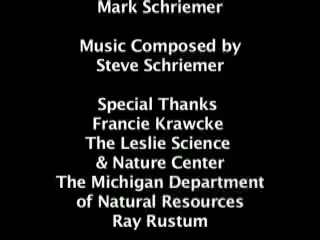 Mark Schriemer
Music Composed by
Steve Schriemer
Special Thanks
Francie Krawcke
The Leslie Science
& Nature Center
The Michigan Department
of Natural Resources
Ray Rustum